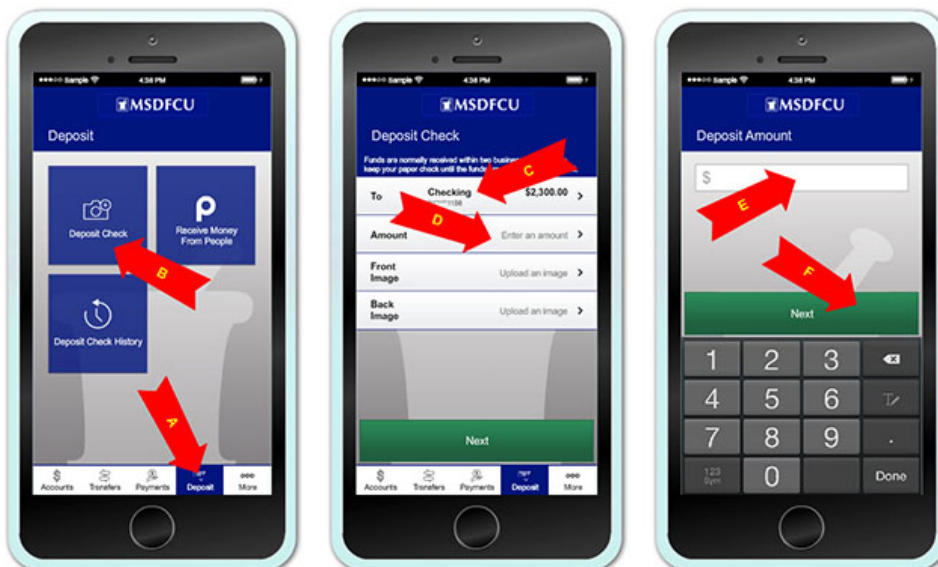 ●●●○○ Sample 4:38 PM
MSDFCU
Deposit
Deposit Check
Receive Money
From People
B
Deposit Check History
A
Accounts Transfers Payments Deposit More
●●●○○ Sample 4:38 PM
MSDFCU
Deposit Check
Funds are normally received within two
keep your paper check until the funds
C
To Checking $2,300.00
1186
D
Amount Enter an amount
Front
Image Upload an image
Back
Image Upload an image
Next
Accounts Transfers Payments Deposit More
●●●○○ Sample 4:38 PM
MSDFCU
Deposit Amount
$
E
F
Next
1 2 3
4 5 6
7 8 9 .
123
Sym 0 Done